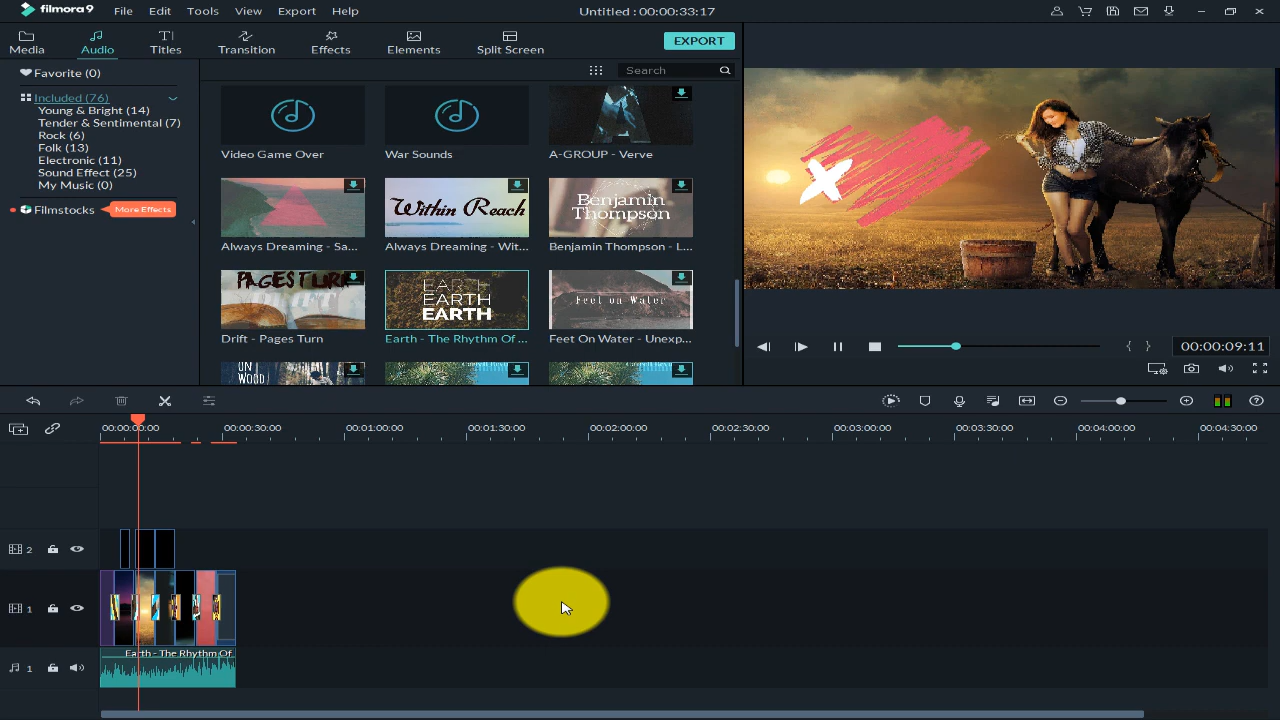 filmora9 File Edit Tools View Export Help Untitled : 00:00:33:17
Media Audio Titles Transition Effects Elements Split Screen EXPORT
Favorite (0)
Search
Included (76)
Young & Bright (14)
Tender & Sentimental (7)
Rock (6)
Folk (13)
Electronic (11)
Sound Effect (25)
My Music (0)
Filmstocks More Effects
Video Game Over War Sounds A-GROUP - Verve
Within Reach
Benjamin
Thompson
Always Dreaming - Sa... Always Dreaming - Wit... Benjamin Thompson - L...
PAGES TURN
EARTH
EARTH
EARTH
Feet on Water
Drift - Pages Turn Earth - The Rhythm Of ... Feet On Water - Unexp...
ON
WOOD
00:00:09:11
00:00:00:00 00:00:30:00 00:01:00:00 00:01:30:00 00:02:00:00 00:02:30:00 00:03:00:00 00:03:30:00 00:04:00:00 00:04:30:00
2
1
Earth - The Rhythm Of
1